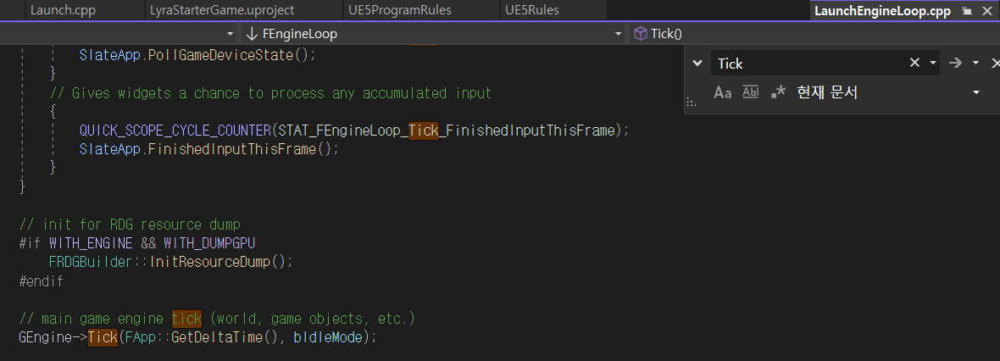 Launch.cpp LyraStarterGame.uproject UE5ProgramRules UE5Rules LaunchEngineLoop.cpp
FEngineLoop Tick()
SlateApp.PollGameDeviceState();
}
// Gives widgets a chance to process any accumulated input
{
QUICK_SCOPE_CYCLE_COUNTER(STAT_FEngineLoop_Tick_FinishedInputThisFrame);
SlateApp.FinishedInputThisFrame();
}
}
// init for RDG resource dump
#if WITH_ENGINE && WITH_DUMPGPU
FRDGBuilder::InitResourceDump();
#endif
// main game engine tick (world, game objects, etc.)
GEngine->Tick(FApp::GetDeltaTime(), bIdleMode);
Tick
Aa Abl .* 현재 문서